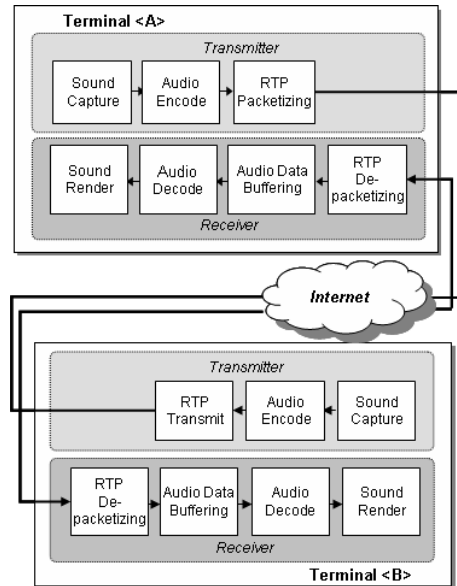 Terminal <A>
Transmitter
Sound
Capture
Audio
Encode
RTP
Packetizing
Sound
Render
Audio
Decode
Audio Data
Buffering
RTP
De-
packetizing
Receiver
Internet
Transmitter
RTP
Transmit
Audio
Encode
Sound
Capture
RTP
De-
packetizing
Audio Data
Buffering
Audio
Decode
Sound
Render
Receiver
Terminal <B>